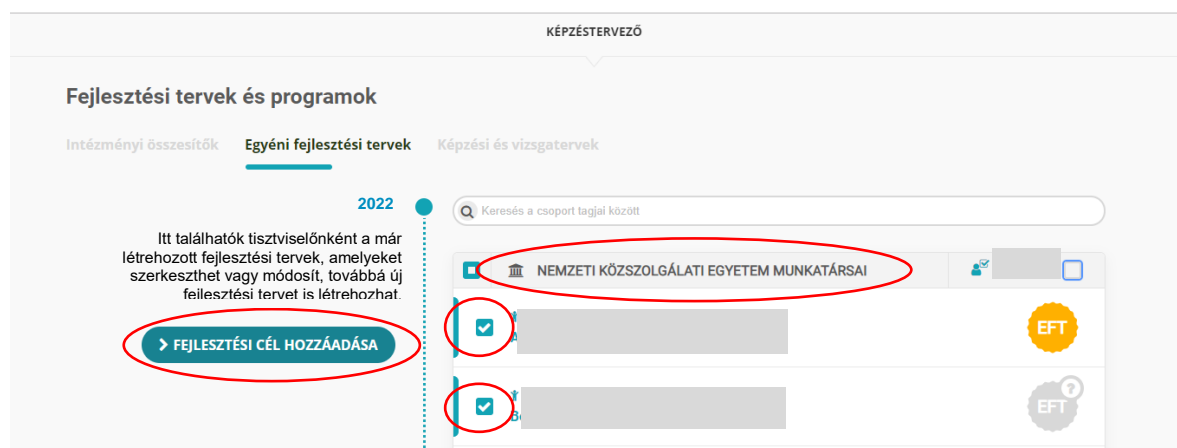 KÉPZÉSTERVEZŐ
Fejlesztési tervek és programok
Intézményi összesítők Egyéni fejlesztési tervek Képzési és vizsgatervek
2022
Keresés a csoport tagjai között
Itt találhatók tisztviselőnként a már
létrehozott fejlesztési tervek, amelyeket
szerkeszthet vagy módosít, továbbá új
fejlesztési tervet is létrehozhat.
FEJLESZTÉSI CÉL HOZZÁADÁSA
NEMZETI KÖZSZOLGÁLATI EGYETEM MUNKATÁRSAI
EFT
EFT
?